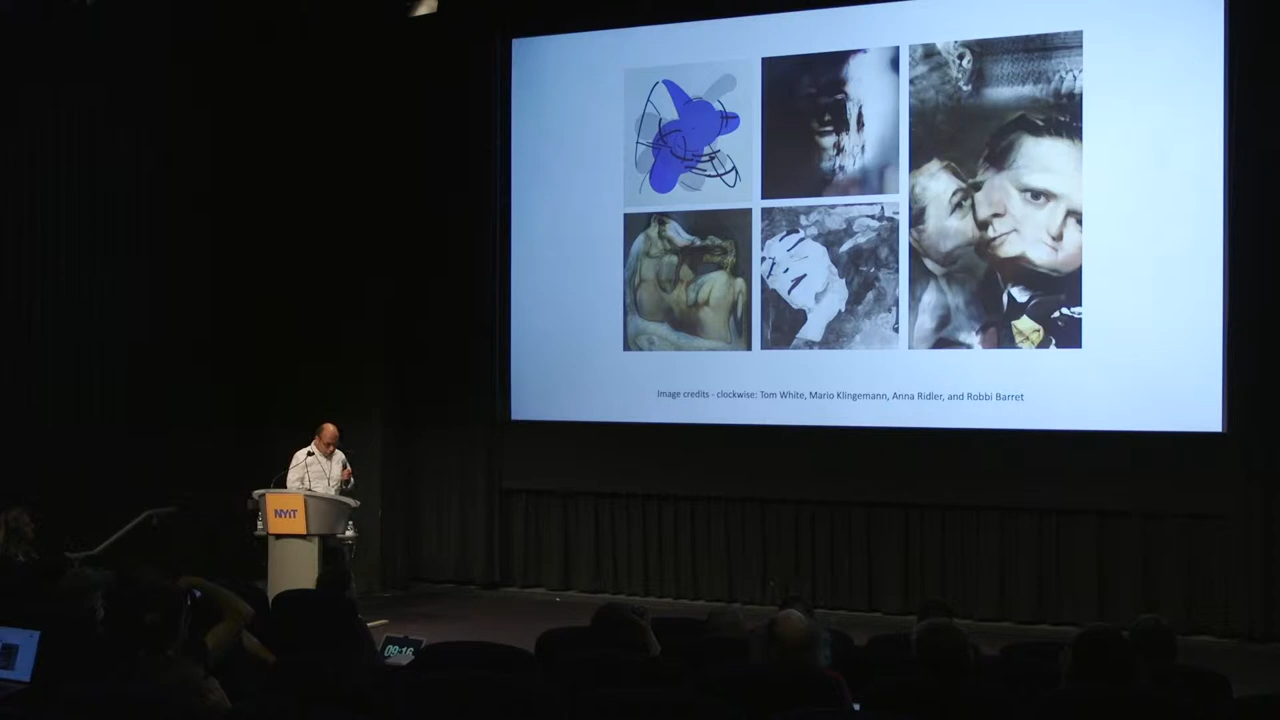 Image credits - clockwise: Tom White, Mario Klingemann, Anna Ridler, and Robbi Barret
NYiT
09:16